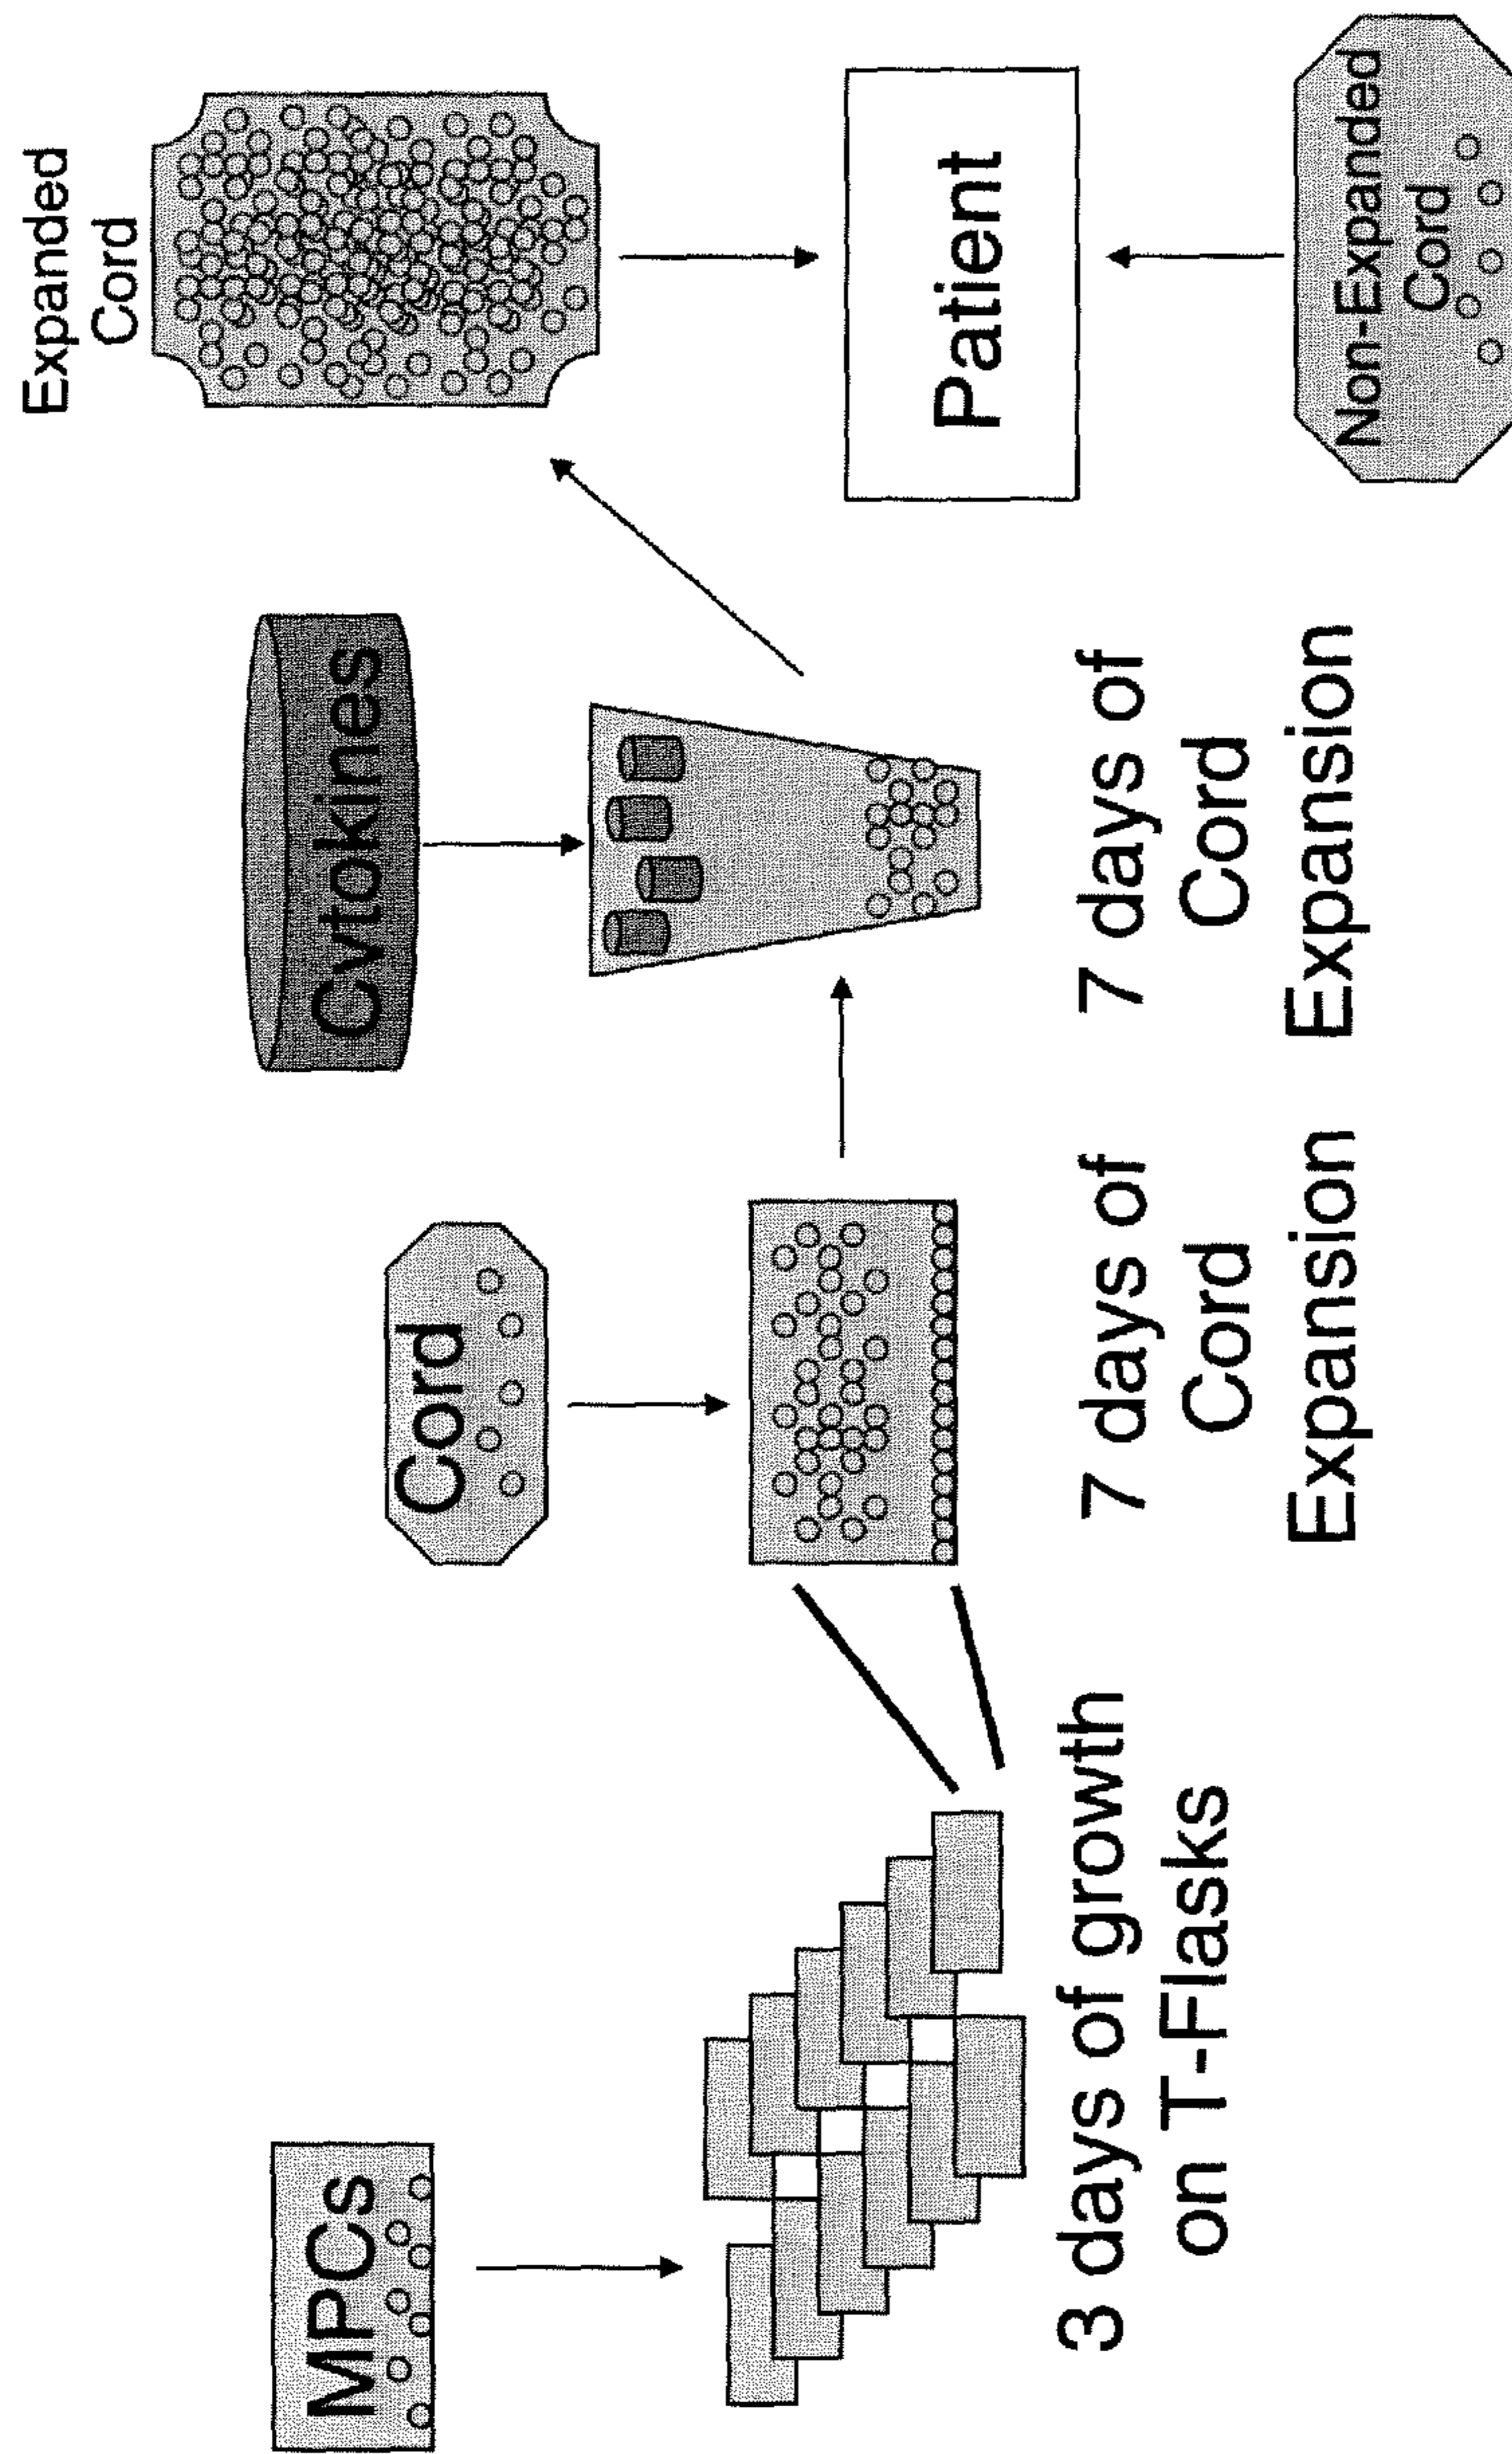 MPCs
3 days of growth
on T-Flasks
Cord
7 days of
Cord
Expansion
Cytokines
7 days of
Cord
Expansion
Expanded
Cord
Patient
Non-Expanded
Cord